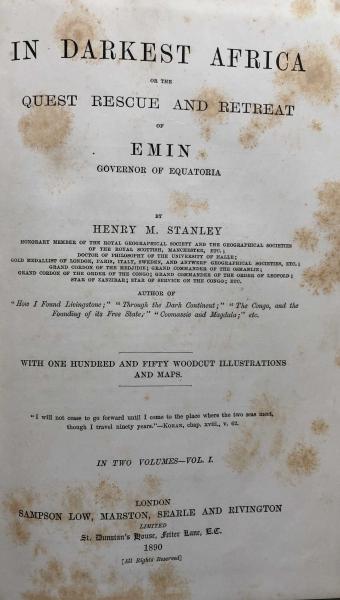 IN DARKEST AFRICA
OR THE
QUEST RESCUE AND RETREAT
OF
EMIN
GOVERNOR OF EQUATORIA
BY
HENRY M. STANLEY
HONORARY MEMBER OF THE ROYAL GEOGRAPHICAL SOCIETY AND THE GEOGRAPHICAL SOCIETIES
OF THE ROYAL SCOTTISH, MANCHESTER, ETC.;
DOCTOR OF PHILOSOPHY OF THE UNIVERSITY OF HALLE;
GOLD MEDALLIST OF LONDON, PARIS, ITALY, SWEDEN, AND ANTWERP GEOGRAPHICAL SOCIETIES, ETC.;
GRAND CORDON OF THE MEDJIDIE; GRAND COMMANDER OF THE OSMANLIE;
GRAND CORDON OF THE ORDER OF THE CONGO; GRAND COMMANDER OF THE ORDER OF LEOPOLD;
STAR OF ZANZIBAR; STAR OF SERVICE ON THE CONGO; ETC.
AUTHOR OF
"How I Found Livingstone;" "Through the Dark Continent;" "The Congo, and the
Founding of its Free State;" "Coomassie and Magdala;" etc.
WITH ONE HUNDRED AND FIFTY WOODCUT ILLUSTRATIONS
AND MAPS.
"I will not cease to go forward until I come to the place where the two seas meet,
though I travel ninety years."—KORAN, chap. xviii., v. 62.
IN TWO VOLUMES—VOL. I.
LONDON
SAMPSON LOW, MARSTON, SEARLE AND RIVINGTON
LIMITED
St. Dunstan's House, Fetter Lane, E.C.
1890
[All Rights Reserved]